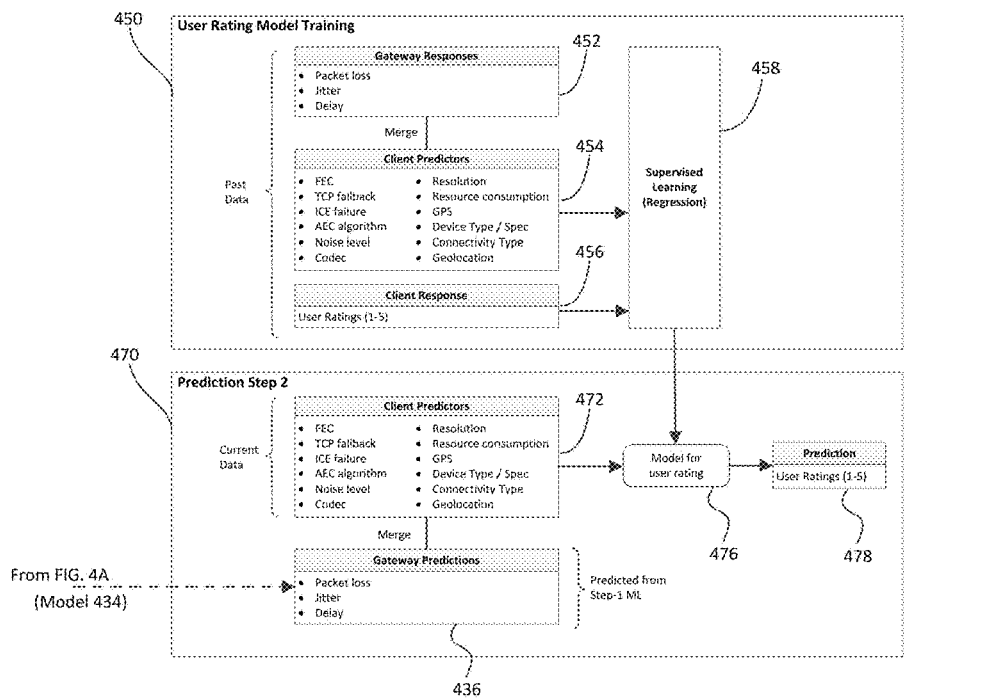 450
User Rating Model Training
452
Gateway Responses
• Packet loss
• Jitter
• Delay
458
Merge
454
Client Predictors
• FEC
• TCP fallback
• ICE failure
• AEC algorithm
• Noise level
• Codec
• Resolution
• Resource consumption
• GPS
• Device Type / Spec
• Connectivity Type
• Geolocation
Past
Data
Supervised
Learning
(Regression)
456
Client Response
User Ratings (1-5)
470
Prediction Step 2
472
Client Predictors
• FEC
• TCP fallback
• ICE failure
• AEC algorithm
• Noise level
• Codec
• Resolution
• Resource consumption
• GPS
• Device Type / Spec
• Connectivity Type
• Geolocation
Current
Data
Model for
user rating
476
Prediction
User Ratings (1-5)
478
Merge
Gateway Predictions
• Packet loss
• Jitter
• Delay
Predicted from
Step-1 ML
From FIG. 4A
(Model 434)
436